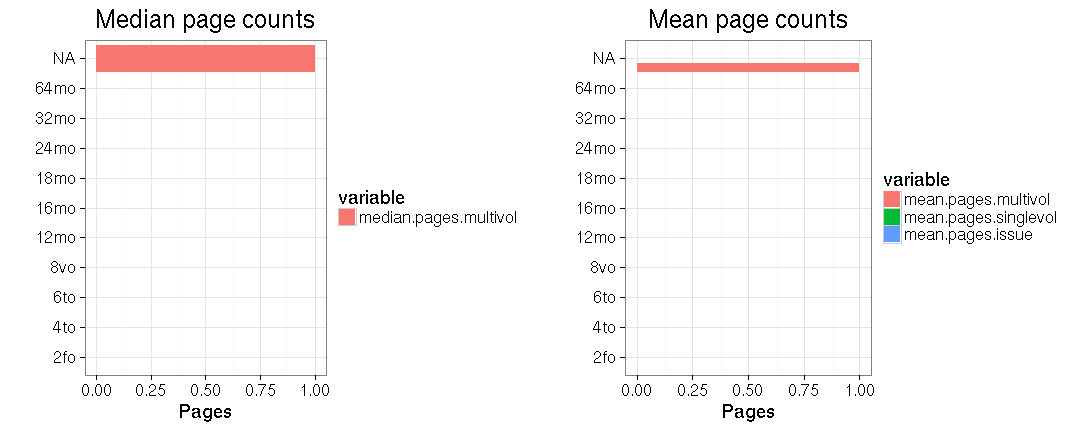 Median page counts
NA
64mo
32mo
24mo
18mo
16mo
12mo
8vo
6to
4to
2fo
0.00 0.25 0.50 0.75 1.00
Pages
variable
median.pages.multivol
Mean page counts
NA
64mo
32mo
24mo
18mo
16mo
12mo
8vo
6to
4to
2fo
0.00 0.25 0.50 0.75 1.00
Pages
variable
mean.pages.multivol
mean.pages.singlevol
mean.pages.issue